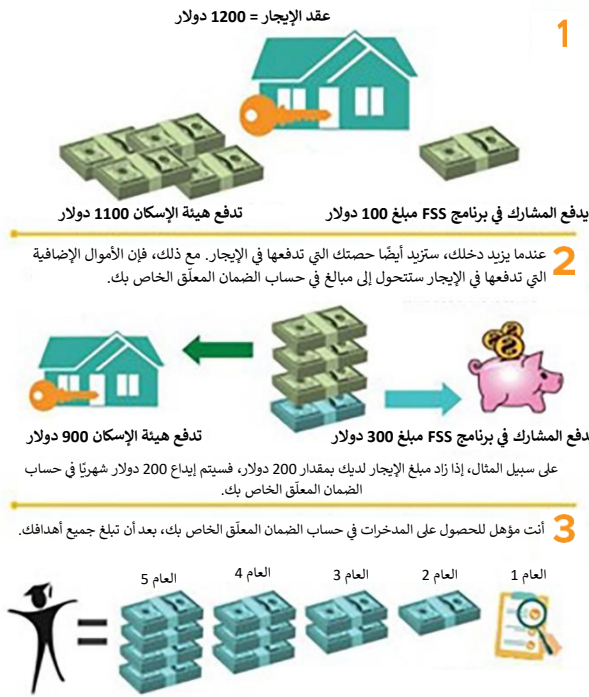 عقد الإيجار = 1200 دولار
1
يدفع المشارك في برنامج FSS مبلغ 100 دولار
تدفع هيئة الإسكان 1100 دولار
2
عندما يزيد دخلك، ستزيد أيضًا حصتك التي تدفعها في الإيجار. مع ذلك، فإن الأموال الإضافية
التي تدفعها في الإيجار ستتحول إلى مبالغ في حساب الضمان المعلّق الخاص بك.
دفع المشارك في برنامج FSS مبلغ 300 دولار
تدفع هيئة الإسكان 900 دولار
على سبيل المثال، إذا زاد مبلغ الإيجار لديك بمقدار 200 دولار، فسيتم إيداع 200 دولار شهريًا في حساب
الضمان المعلّق الخاص بك.
3
أنت مؤهل للحصول على المدخرات في حساب الضمان المعلّق الخاص بك، بعد أن تبلغ جميع أهدافك.
العام 1
العام 2
العام 3
العام 4
العام 5
=